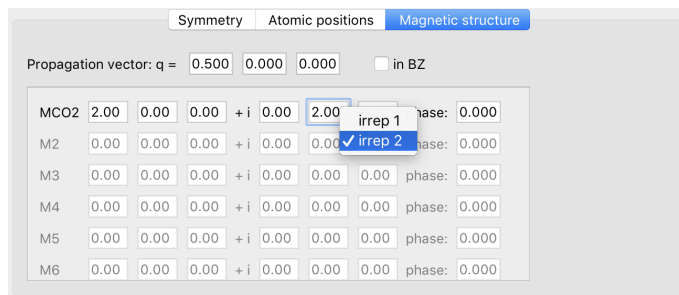 Symmetry Atomic positions Magnetic structure
Propagation vector: q = 0.500 0.000 0.000 in BZ
MCO2 2.00 0.00 0.00 + i 0.00 2.00 phase: 0.000
irrep 1
✓ irrep 2
M2 0.00 0.00 0.00 + i 0.00 0.00 phase: 0.000
M3 0.00 0.00 0.00 + i 0.00 0.00 0.00 phase: 0.000
M4 0.00 0.00 0.00 + i 0.00 0.00 0.00 phase: 0.000
M5 0.00 0.00 0.00 + i 0.00 0.00 0.00 phase: 0.000
M6 0.00 0.00 0.00 + i 0.00 0.00 0.00 phase: 0.000